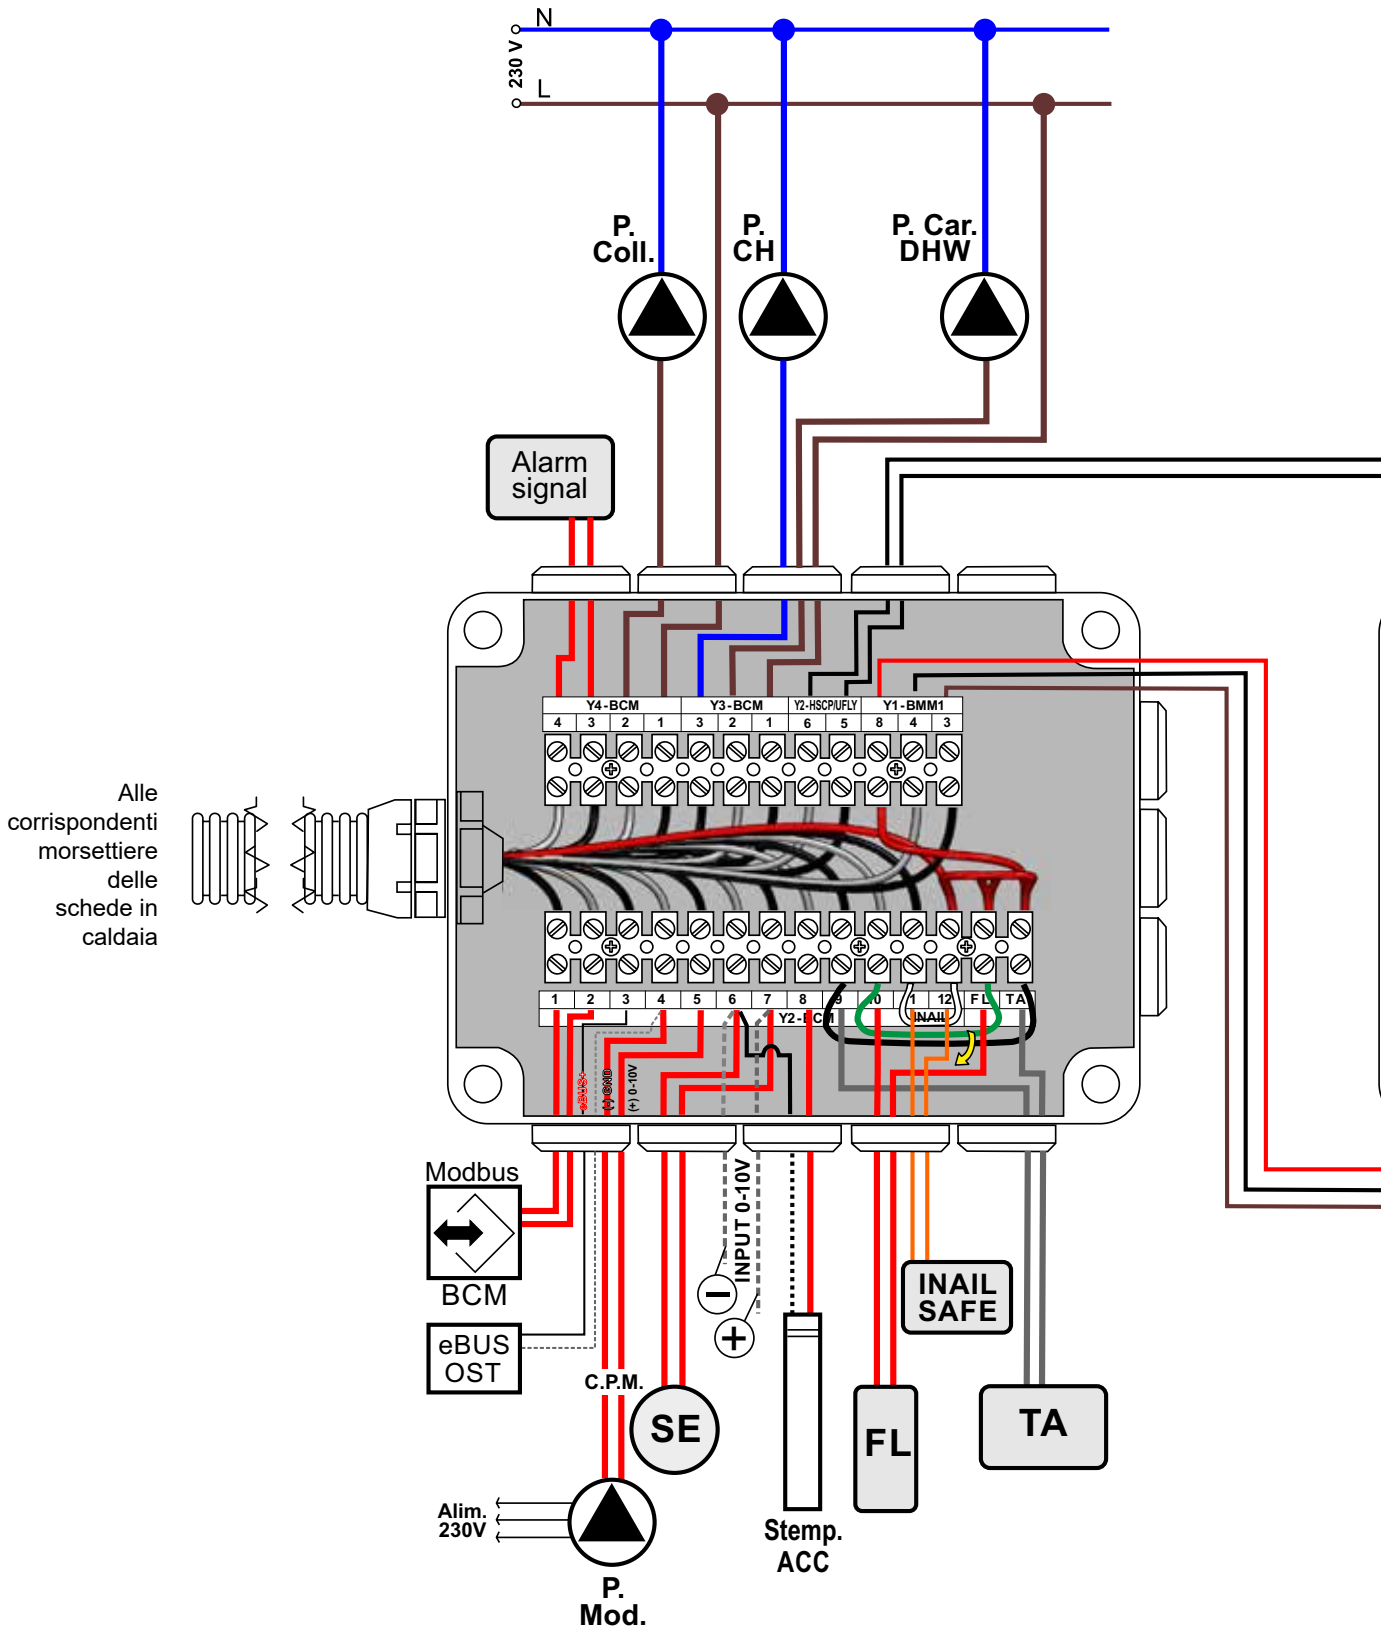 N
230 V
L
P.
Coll.
P.
CH
P. Car.
DHW
Alarm
signal
Y4-BCM Y3-BCM Y2-HSCP/UFLY Y1-BMM1
4 3 2 1 3 2 1 6 5 8 4 3
Alle
corrispondenti
morsettiere
delle
schede in
caldaia
1 2 3 4 5 6 7 8 9 10 1 12 FL TA
Y2-BCM INAIL
eBUS+
(-) GND
(+) 0-10V
Modbus
BCM
eBUS
OST
INPUT 0-10V
INAIL
SAFE
C.P.M.
SE
FL
TA
Alim.
230V
P.
Mod.
Stemp.
ACC